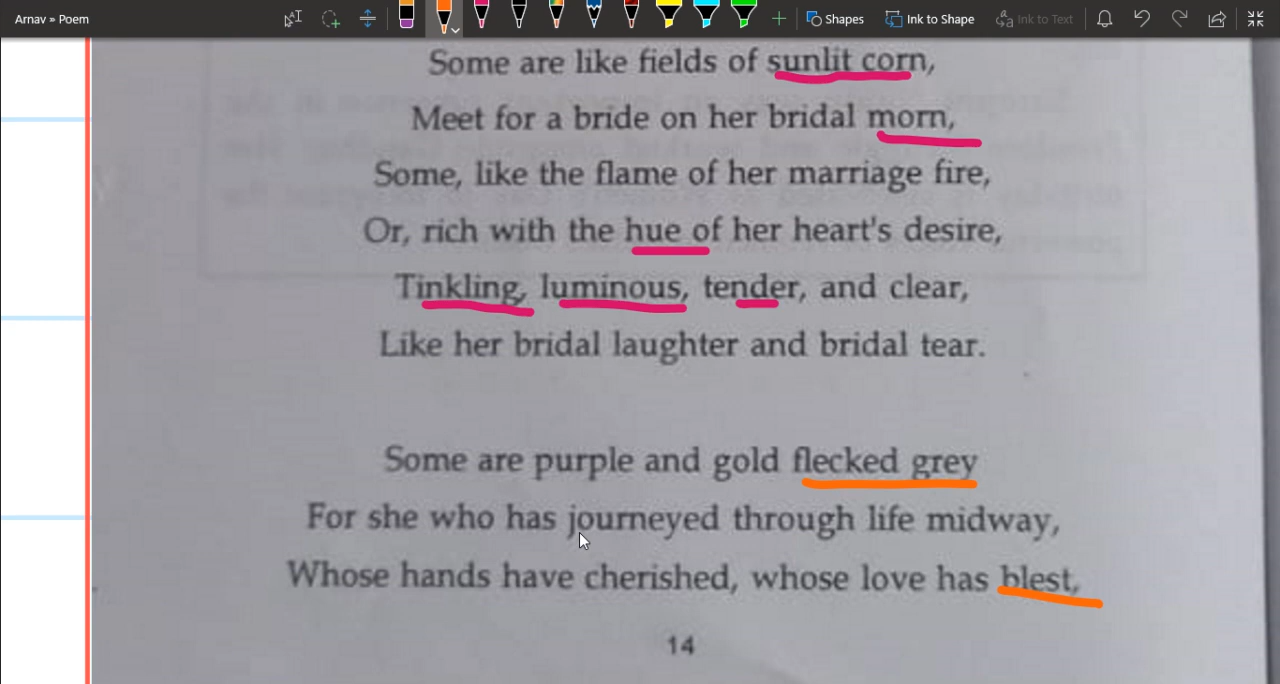 Arnav » Poem
Shapes
Ink to Shape
Ink to Text
Some are like fields of sunlit corn,
Meet for a bride on her bridal morn,
Some, like the flame of her marriage fire,
Or, rich with the hue of her heart's desire,
Tinkling, luminous, tender, and clear,
Like her bridal laughter and bridal tear.
Some are purple and gold flecked grey
For she who has journeyed through life midway,
Whose hands have cherished, whose love has blest,
14